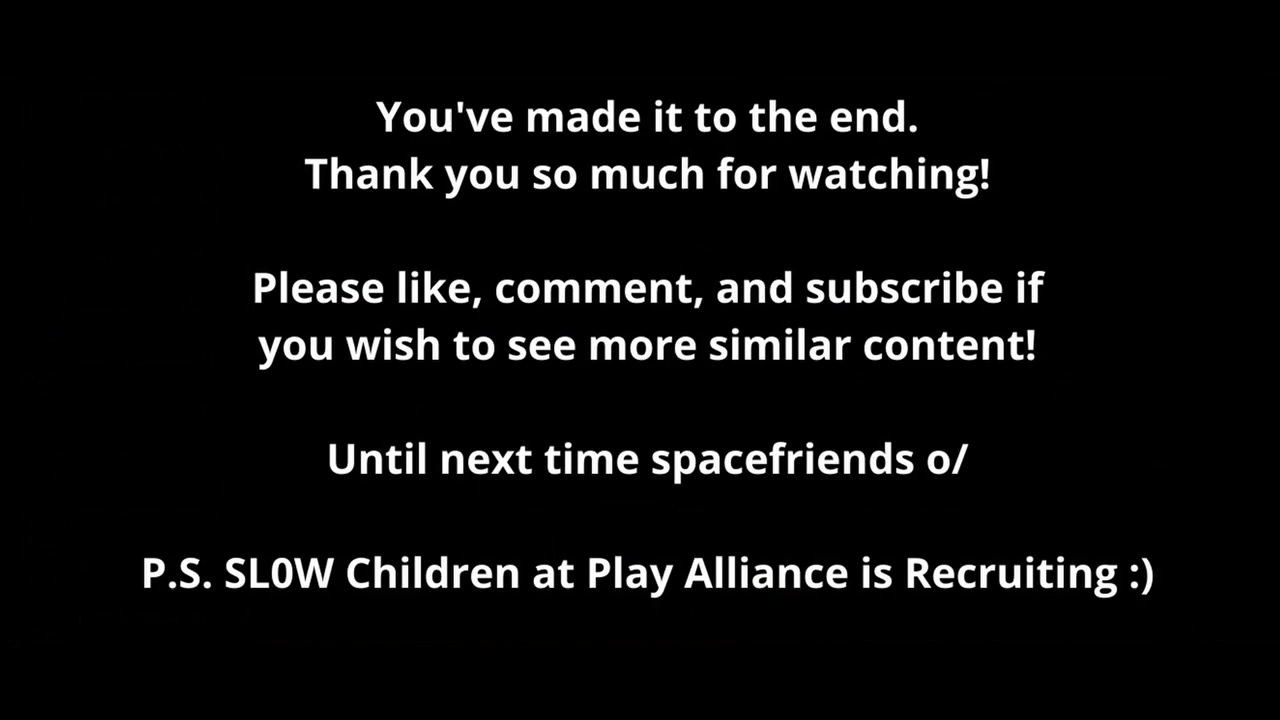 You've made it to the end.
Thank you so much for watching!
Please like, comment, and subscribe if
you wish to see more similar content!
Until next time spacefriends o/
P.S. SL0W Children at Play Alliance is Recruiting :)